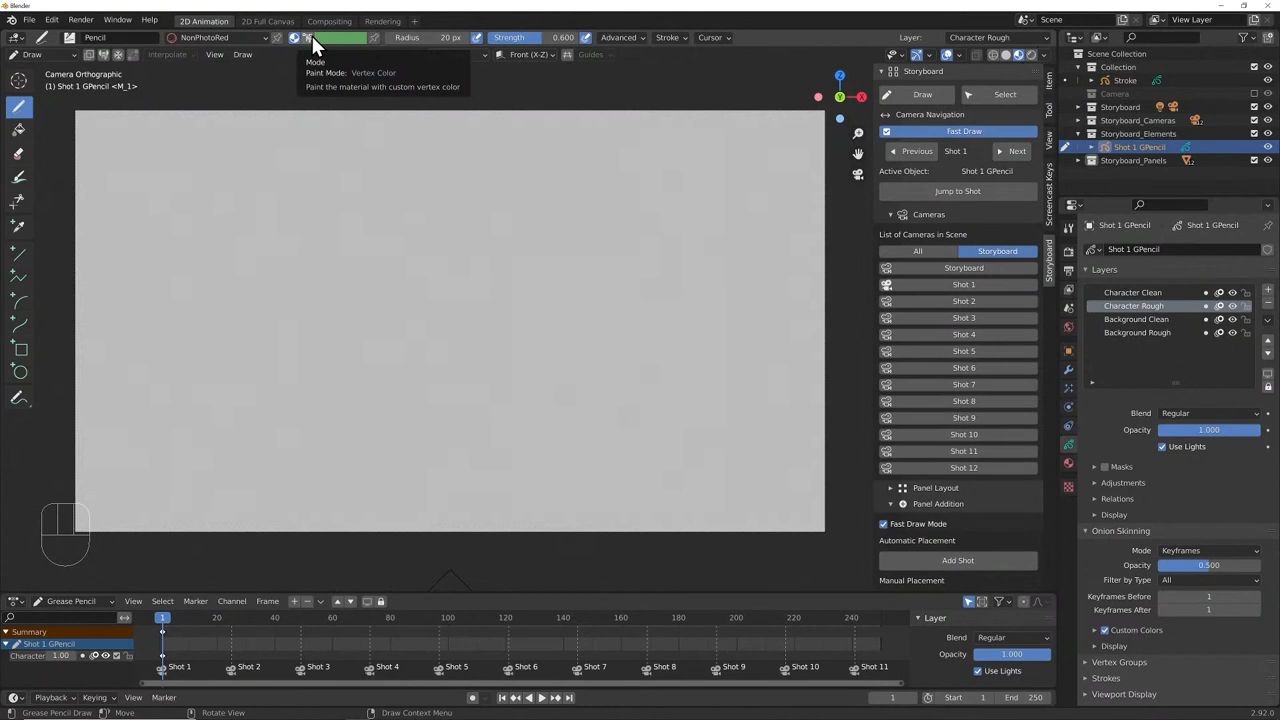 Blender
File Edit Render Window Help 2D Animation 2D Full Canvas Compositing Rendering + Scene ViewLayer
Pencil NonPhotoRed Radius 20 px Strength 0.600 Advanced Stroke Cursor Layer: Character Rough
Draw Interpolate View Draw Front (X-Z) Guides
Mode
Paint Mode: Vertex Color
Paint the material with custom vertex color
Camera Orthographic
(1) Shot 1 GPencil <M_1>
Z
Y
X
Storyboard
Draw Select
Camera Navigation
Fast Draw
Previous Shot 1 Next
Active Object: Shot 1 GPencil
Jump to Shot
Cameras
List of Cameras in Scene
All Storyboard
Storyboard
Shot 1
Shot 2
Shot 3
Shot 4
Shot 5
Shot 6
Shot 7
Shot 8
Shot 9
Shot 10
Shot 11
Shot 12
Panel Layout
Panel Addition
Fast Draw Mode
Automatic Placement
Add Shot
Manual Placement
Item
Tool
View
Screencast Keys
Storyboard
Scene Collection
Collection
Stroke
Camera
Storyboard
Storyboard_Cameras 12
Storyboard_Elements
Shot 1 GPencil
Storyboard_Panels 12
Shot 1 GPencil Shot 1 GPencil
Shot 1 GPencil
Layers
Character Clean
Character Rough
Background Clean
Background Rough
Blend Regular
Opacity 1.000
Use Lights
Masks
Adjustments
Relations
Display
Onion Skinning
Mode Keyframes
Opacity 0.500
Filter by Type All
Keyframes Before 1
Keyframes After 1
Custom Colors
Display
Vertex Groups
Strokes
Viewport Display
Grease Pencil View Select Marker Channel Frame
1 20 40 60 80 100 120 140 160 180 200 220 240
Summary
Shot 1 GPencil
Character 1.00
Shot 1 Shot 2 Shot 3 Shot 4 Shot 5 Shot 6 Shot 7 Shot 8 Shot 9 Shot 10 Shot 11
Layer
Blend Regular
Opacity 1.000
Use Lights
Playback Keying View Marker 1 Start 1 End 250
Grease Pencil Draw Move Rotate View Draw Context Menu 2.92.0